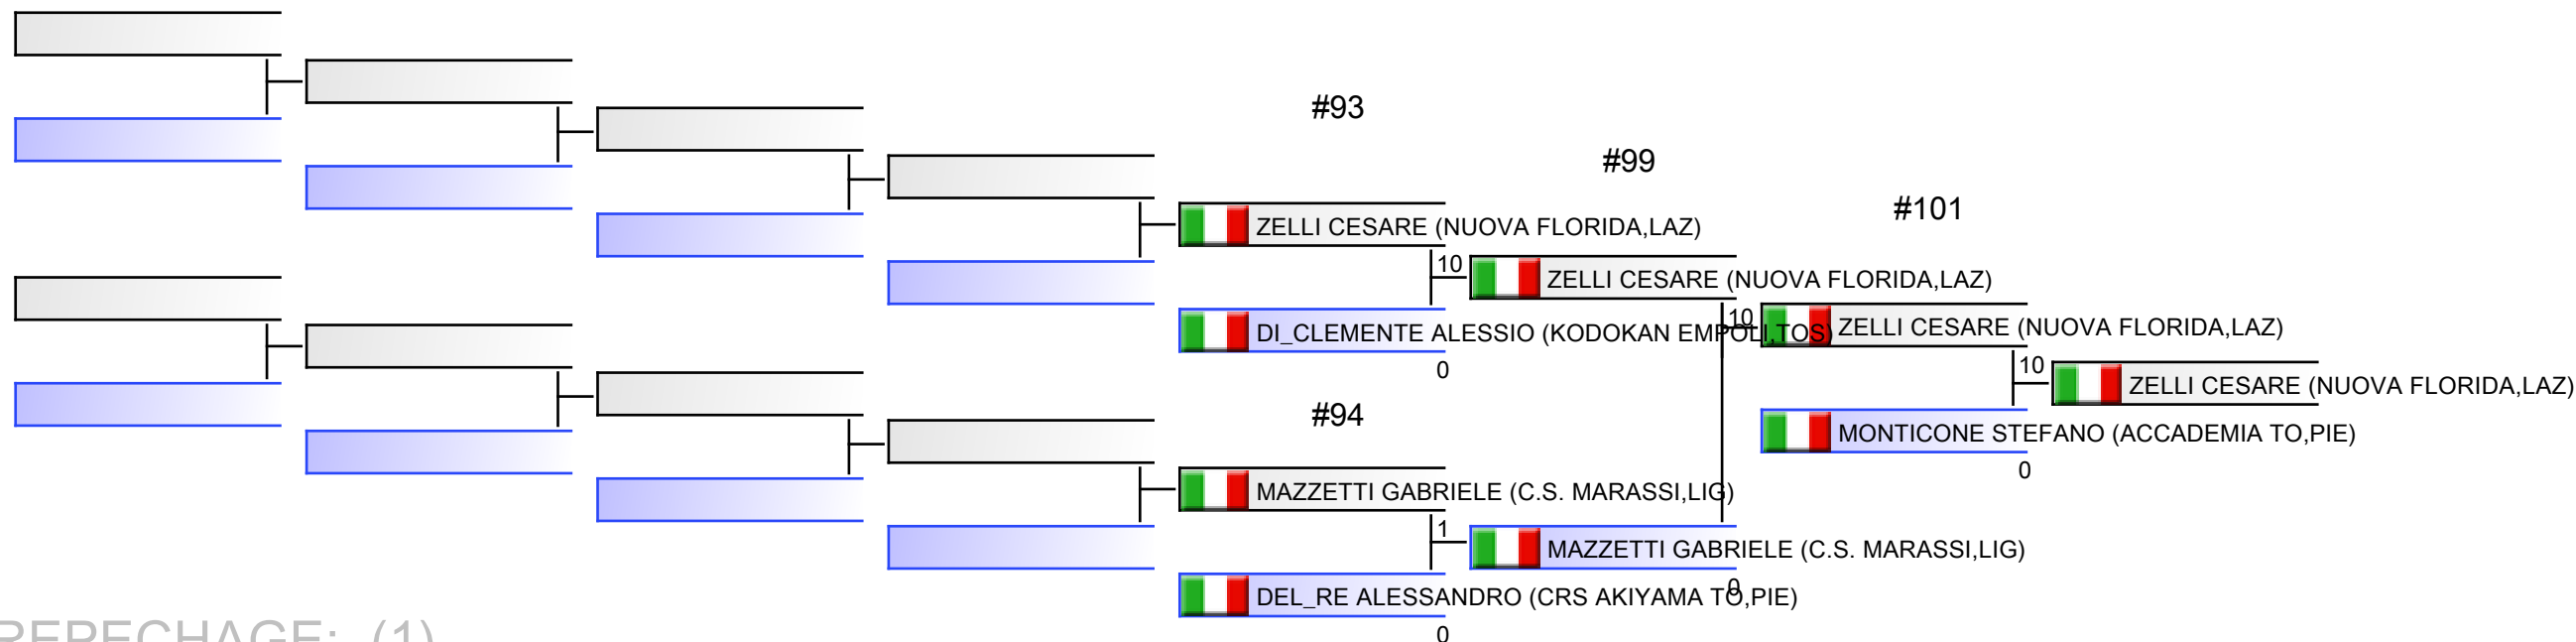 #93
#99
#101
ZELLI CESARE (NUOVA FLORIDA,LAZ)
10
ZELLI CESARE (NUOVA FLORIDA,LAZ)
DI_CLEMENTE ALESSIO (KODOKAN EMPOLI,TOS)
0
10
ZELLI CESARE (NUOVA FLORIDA,LAZ)
10
ZELLI CESARE (NUOVA FLORIDA,LAZ)
MONTICONE STEFANO (ACCADEMIA TO,PIE)
0
#94
MAZZETTI GABRIELE (C.S. MARASSI,LIG)
1
MAZZETTI GABRIELE (C.S. MARASSI,LIG)
0
DEL_RE ALESSANDRO (CRS AKIYAMA TO,PIE)
0
REPECHAGE: (1)